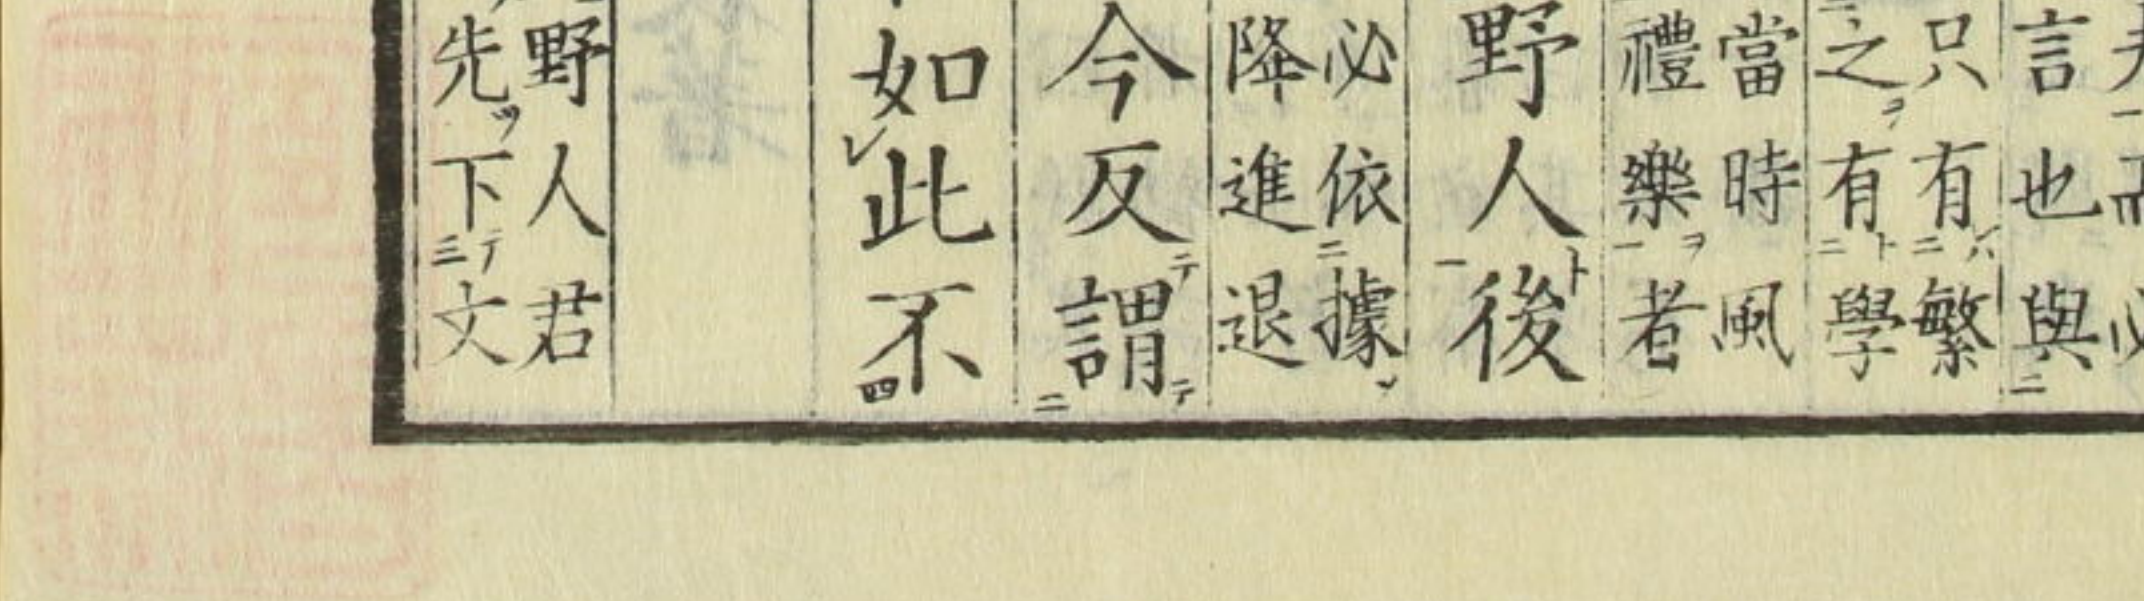 言也與
只有繁
之有學
當時風
禮樂者
野人後
必依據
降進退
今反謂
如此不
野人君
先下文